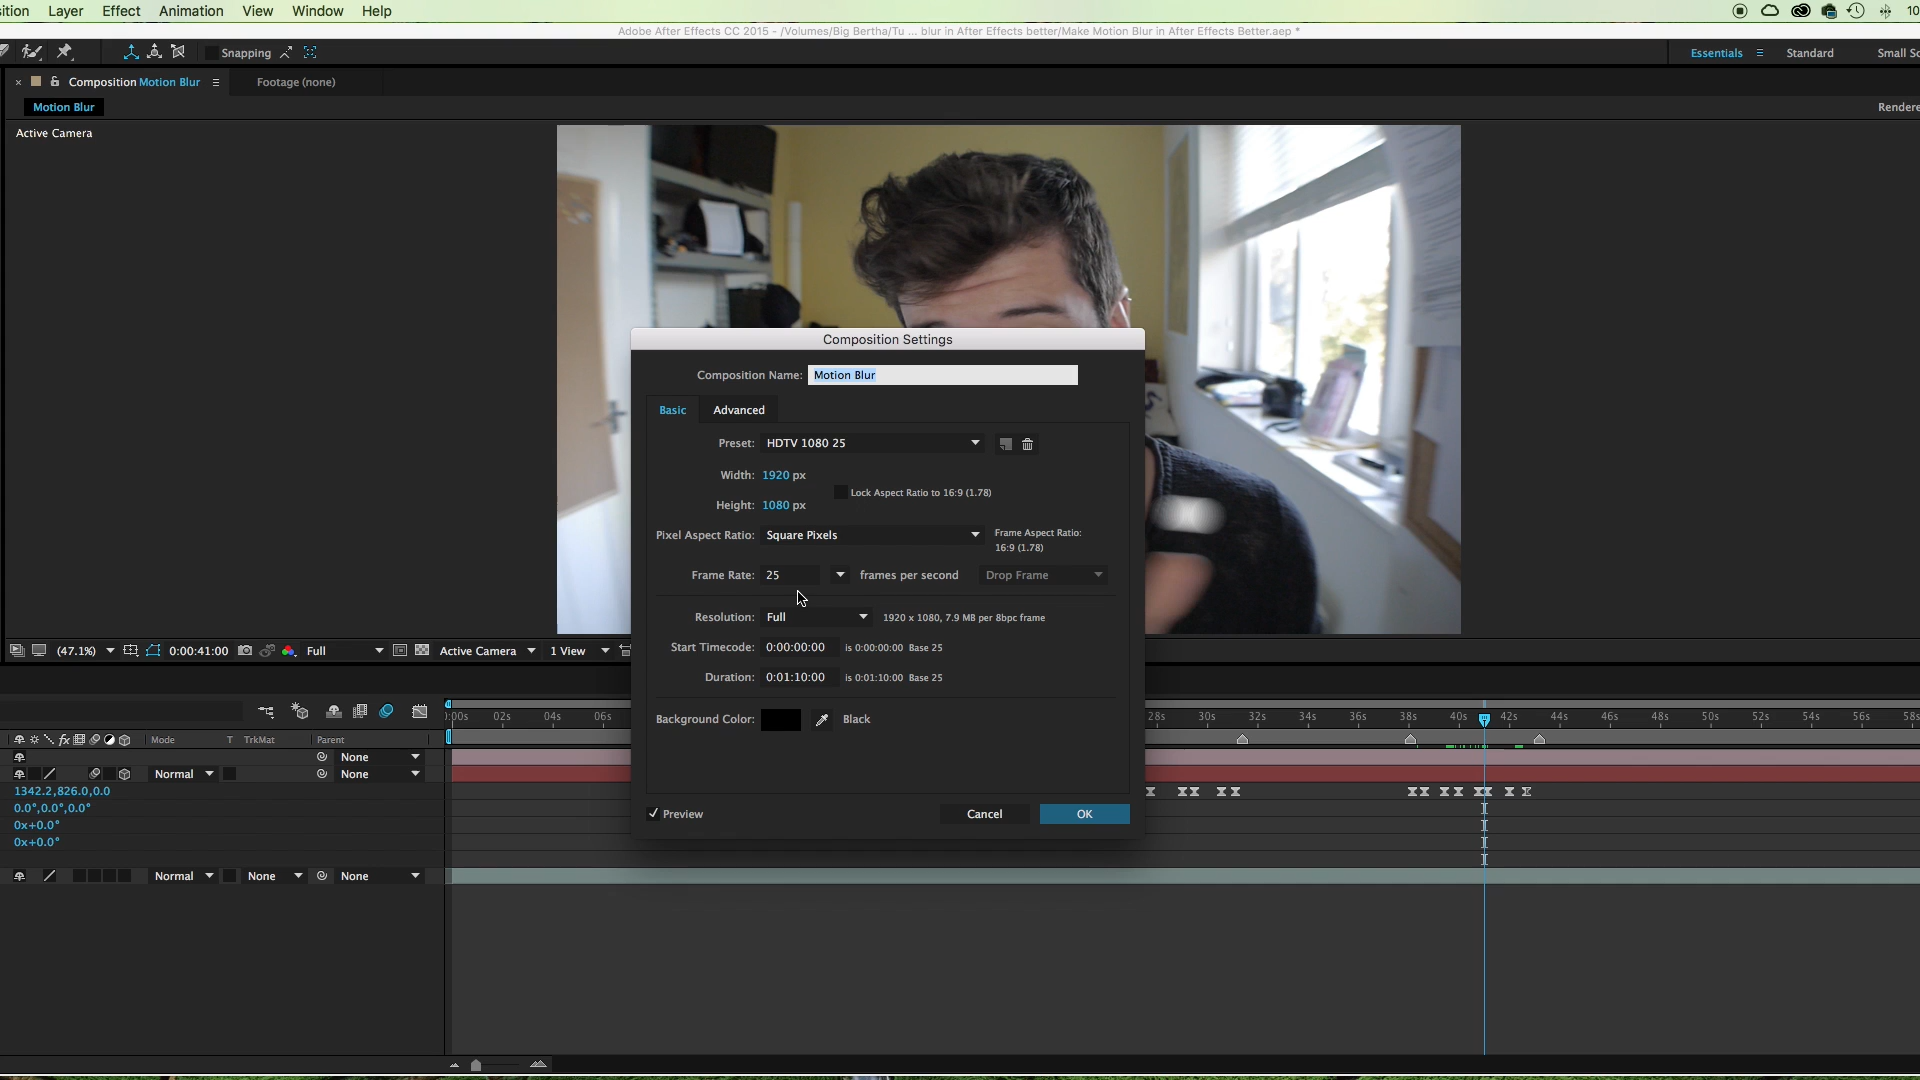 ition Layer Effect Animation View Window Help 10
Adobe After Effects CC 2015 - /Volumes/Big Bertha/Tu ... blur in After Effects better/Make Motion Blur in After Effects Better.aep *
Snapping Essentials Standard Small Sc
× Composition Motion Blur Footage (none)
Motion Blur Rendere
Active Camera
Composition Settings
Composition Name: Motion Blur
Basic Advanced
Preset: HDTV 1080 25
Width: 1920 px
Lock Aspect Ratio to 16:9 (1.78)
Height: 1080 px
Pixel Aspect Ratio: Square Pixels Frame Aspect Ratio:
16:9 (1.78)
Frame Rate: 25 frames per second Drop Frame
Resolution: Full 1920 x 1080, 7.9 MB per 8bpc frame
Start Timecode: 0:00:00:00 is 0:00:00:00 Base 25
Duration: 0:01:10:00 is 0:01:10:00 Base 25
Background Color: Black
Preview Cancel OK
(47.1%) 0:00:41:00 Full Active Camera 1 View
):00s 02s 04s 06s 28s 30s 32s 34s 36s 38s 40s 42s 44s 46s 48s 50s 52s 54s 56s 58s
fx Mode T TrkMat Parent
None
Normal None
1342.2,826.0,0.0
0.0°,0.0°,0.0°
0x+0.0°
0x+0.0°
Normal None None